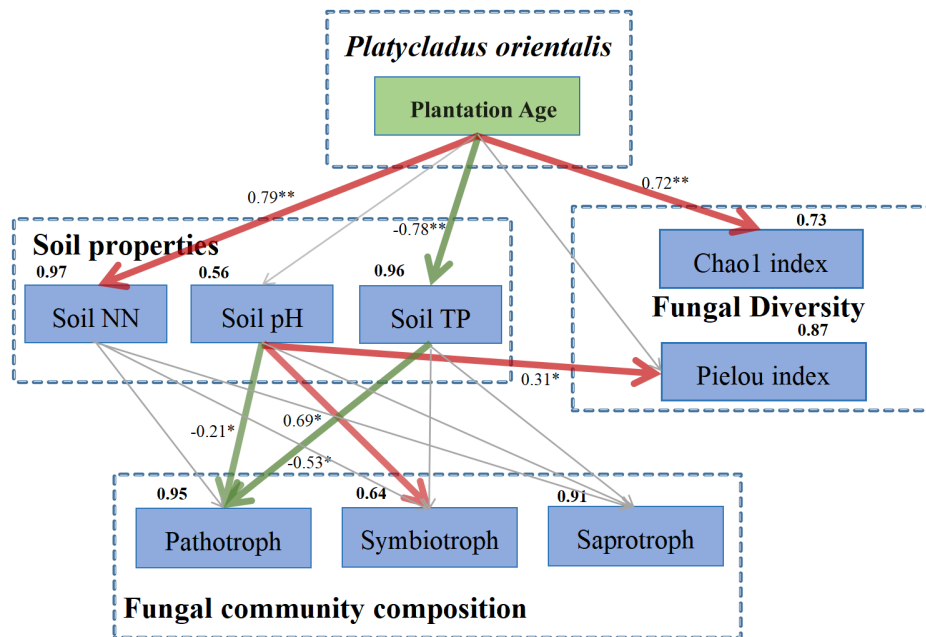 Platycladus orientalis
Plantation Age
0.79**
0.72**
-0.78**
Soil properties
0.97
0.56
0.96
Soil NN
Soil pH
Soil TP
0.73
Chao1 index
Fungal Diversity
0.87
Pielou index
0.31*
-0.21*
0.69*
-0.53*
0.95
0.64
0.91
Pathotroph
Symbiotroph
Saprotroph
Fungal community composition